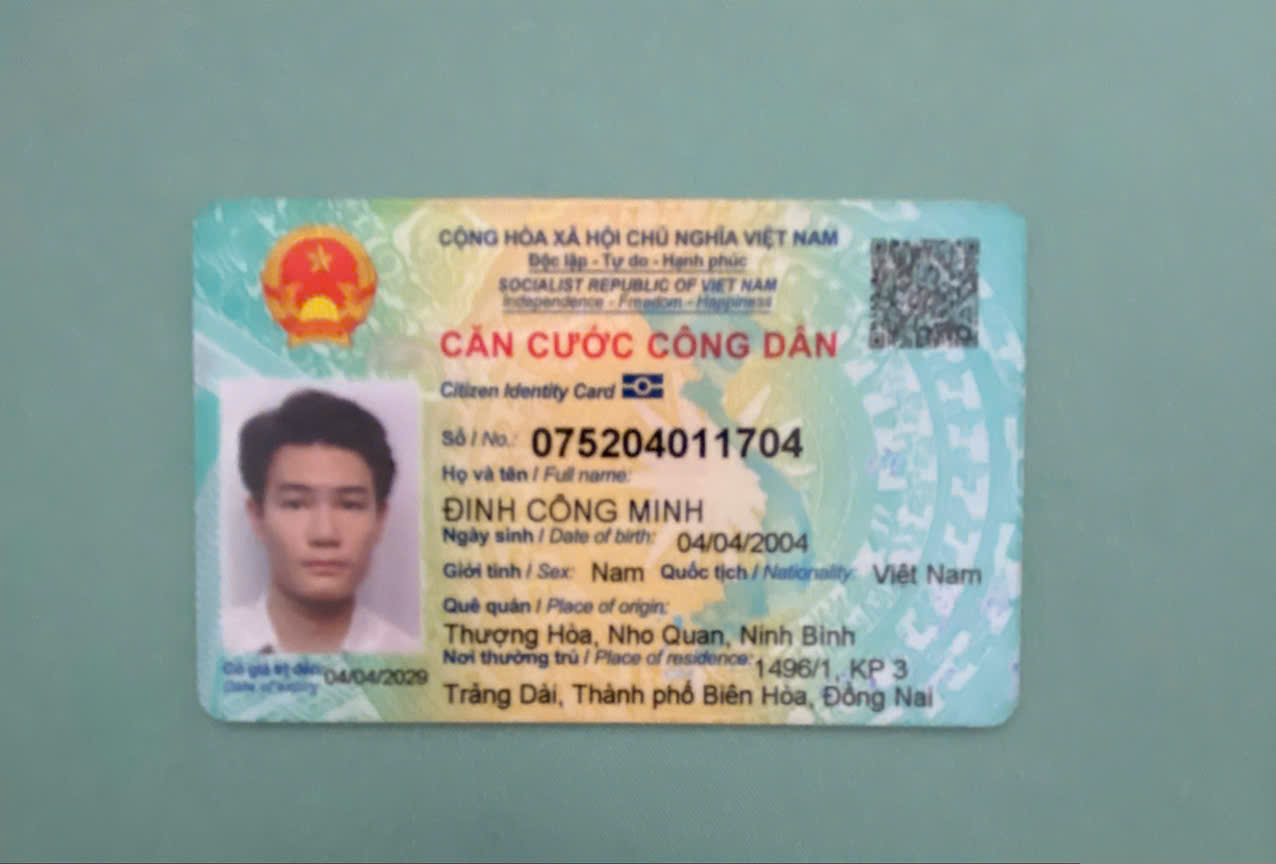 CỘNG HÒA XÃ HỘI CHỦ NGHĨA VIỆT NAM
Độc lập - Tự do - Hạnh phúc
SOCIALIST REPUBLIC OF VIET NAM
Independence - Freedom - Happiness
CĂN CƯỚC CÔNG DÂN
Citizen Identity Card
Số / No.: 075204011704
Họ và tên / Full name:
ĐINH CÔNG MINH
Ngày sinh / Date of birth: 04/04/2004
Giới tính / Sex: Nam Quốc tịch / Nationality: Việt Nam
Quê quán / Place of origin:
Thượng Hòa, Nho Quan, Ninh Bình
Nơi thường trú / Place of residence: 1496/1, KP 3
Trảng Dài, Thành phố Biên Hòa, Đồng Nai
Có giá trị đến: 04/04/2029
Date of expiry